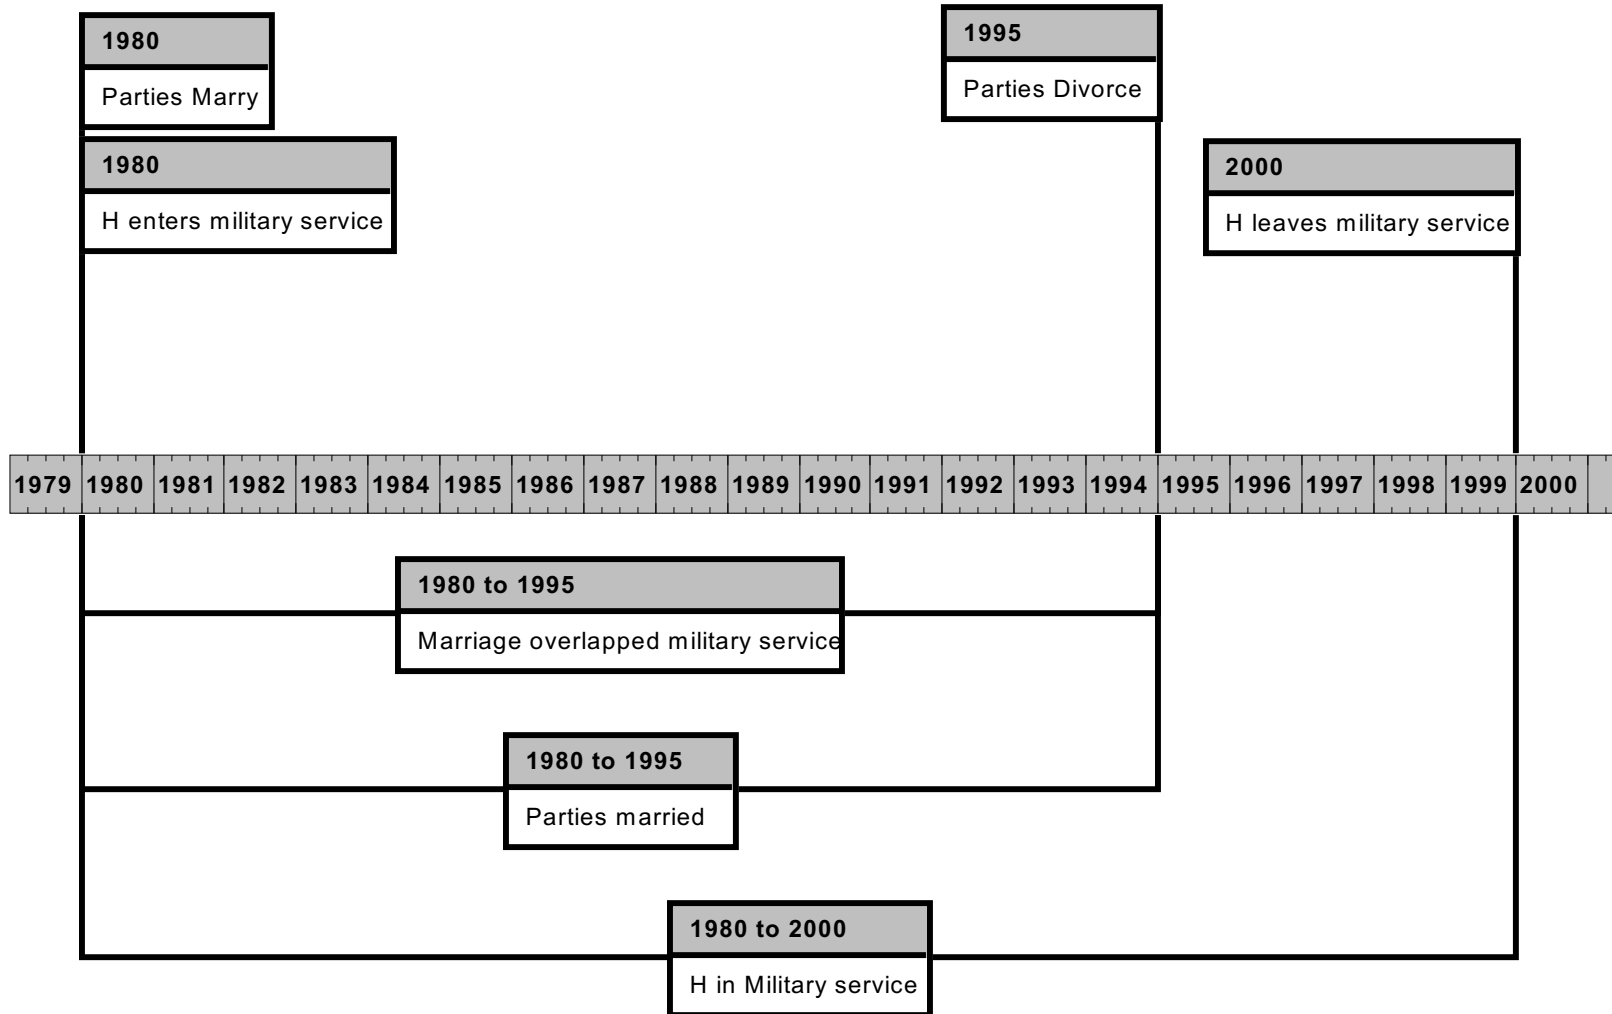 1980
Parties Marry
1980
H enters military service
1995
Parties Divorce
2000
H leaves military service
1979 1980 1981 1982 1983 1984 1985 1986 1987 1988 1989 1990 1991 1992 1993 1994 1995 1996 1997 1998 1999 2000
1980 to 1995
Marriage overlapped military service
1980 to 1995
Parties married
1980 to 2000
H in Military service